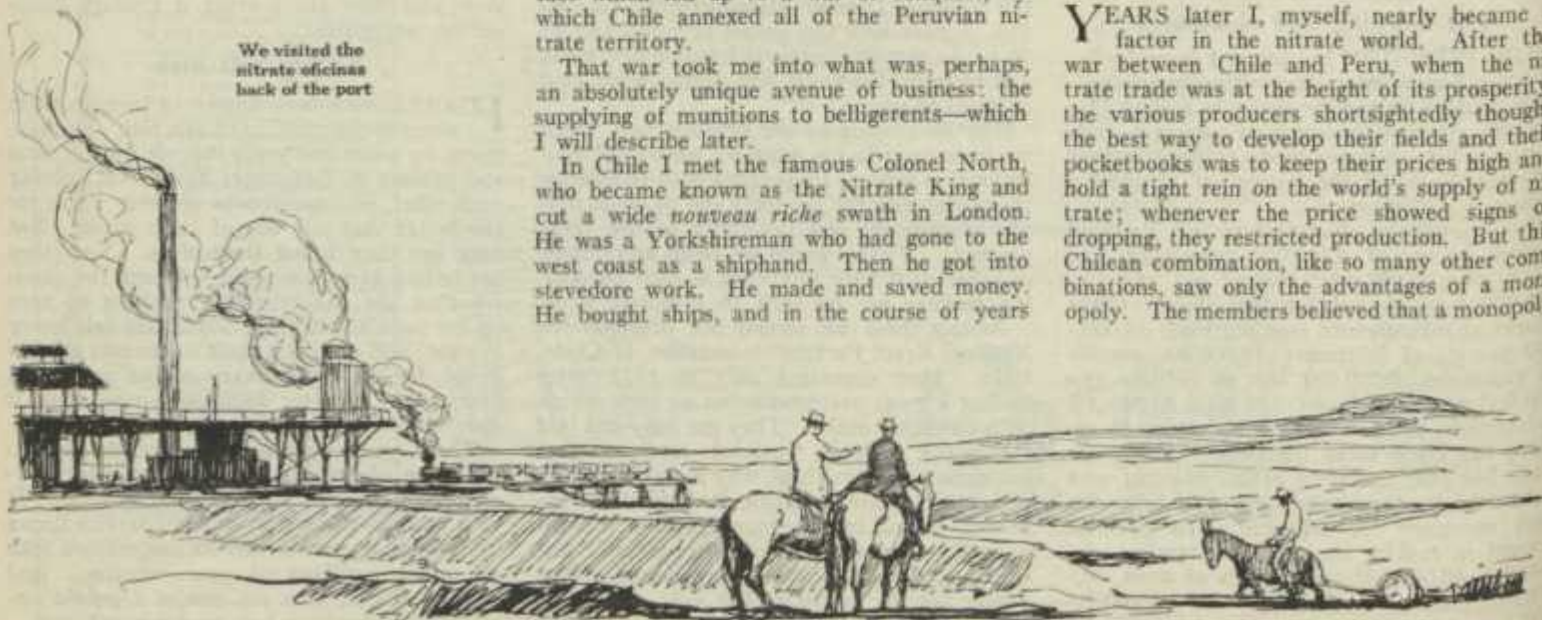 We visited the
nitrate oficinas
back of the port
which Chile annexed all of the Peruvian ni-
trate territory.
That war took me into what was, perhaps,
an absolutely unique avenue of business: the
supplying of munitions to belligerents—which
I will describe later.
In Chile I met the famous Colonel North,
who became known as the Nitrate King and
cut a wide nouveau riche swath in London.
He was a Yorkshireman who had gone to the
west coast as a shiphand. Then he got into
stevedore work. He made and saved money.
He bought ships, and in the course of years
YEARS later I, myself, nearly became
factor in the nitrate world. After th
war between Chile and Peru, when the n
trate trade was at the height of its prosperity
the various producers shortsightedly though
the best way to develop their fields and thei
pocketbooks was to keep their prices high an
hold a tight rein on the world's supply of n
trate; whenever the price showed signs o
dropping, they restricted production. But thi
Chilean combination, like so many other com
binations, saw only the advantages of a mon
opoly. The members believed that a monopol